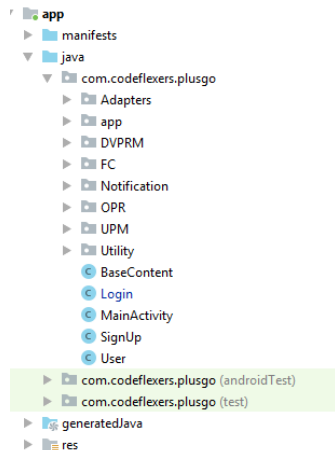 app
manifests
java
com.codeflexers.plusgo
Adapters
app
DVPRM
FC
Notification
OPR
UPM
Utility
C BaseContent
C Login
C MainActivity
C SignUp
C User
com.codeflexers.plusgo (androidTest)
com.codeflexers.plusgo (test)
generatedJava
res